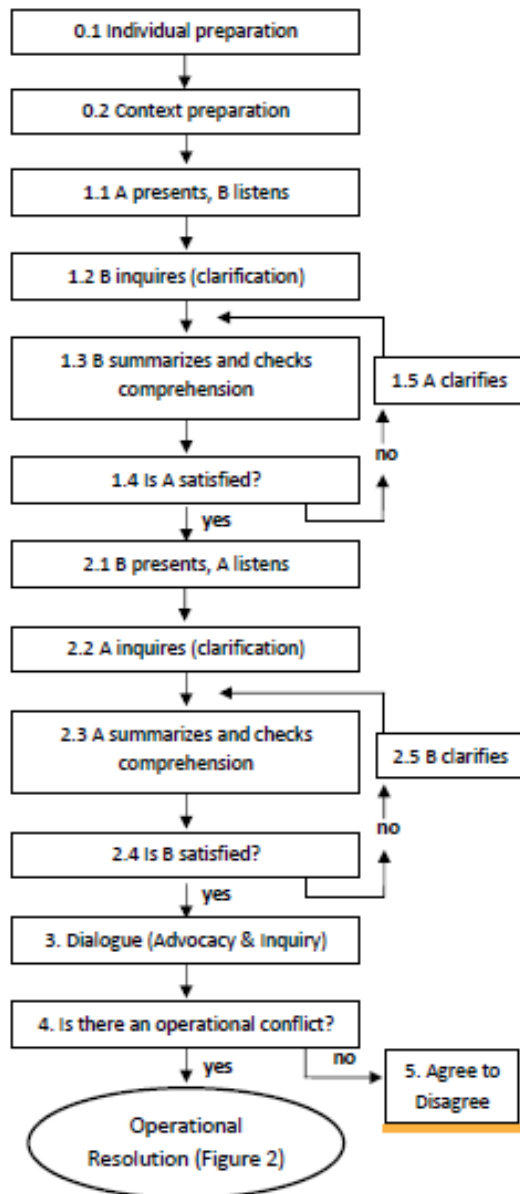 0.1 Individual preparation
0.2 Context preparation
1.1 A presents, B listens
1.2 B inquires (clarification)
1.3 B summarizes and checks
comprehension
1.5 A clarifies
no
1.4 Is A satisfied?
yes
2.1 B presents, A listens
2.2 A inquires (clarification)
2.3 A summarizes and checks
comprehension
2.5 B clarifies
no
2.4 Is B satisfied?
yes
3. Dialogue (Advocacy & Inquiry)
4. Is there an operational conflict?
yes
no
5. Agree to
Disagree
Operational
Resolution (Figure 2)